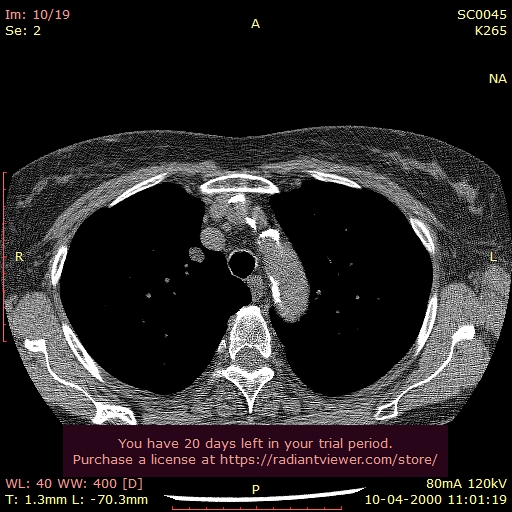 Im: 10/19
Se: 2
A
SC0045
K265
NA
R
L
You have 20 days left in your trial period.
Purchase a license at https://radiantviewer.com/store/
WL: 40 WW: 400 [D]
T: 1.3mm L: -70.3mm
P
80mA 120kV
10-04-2000 11:01:19